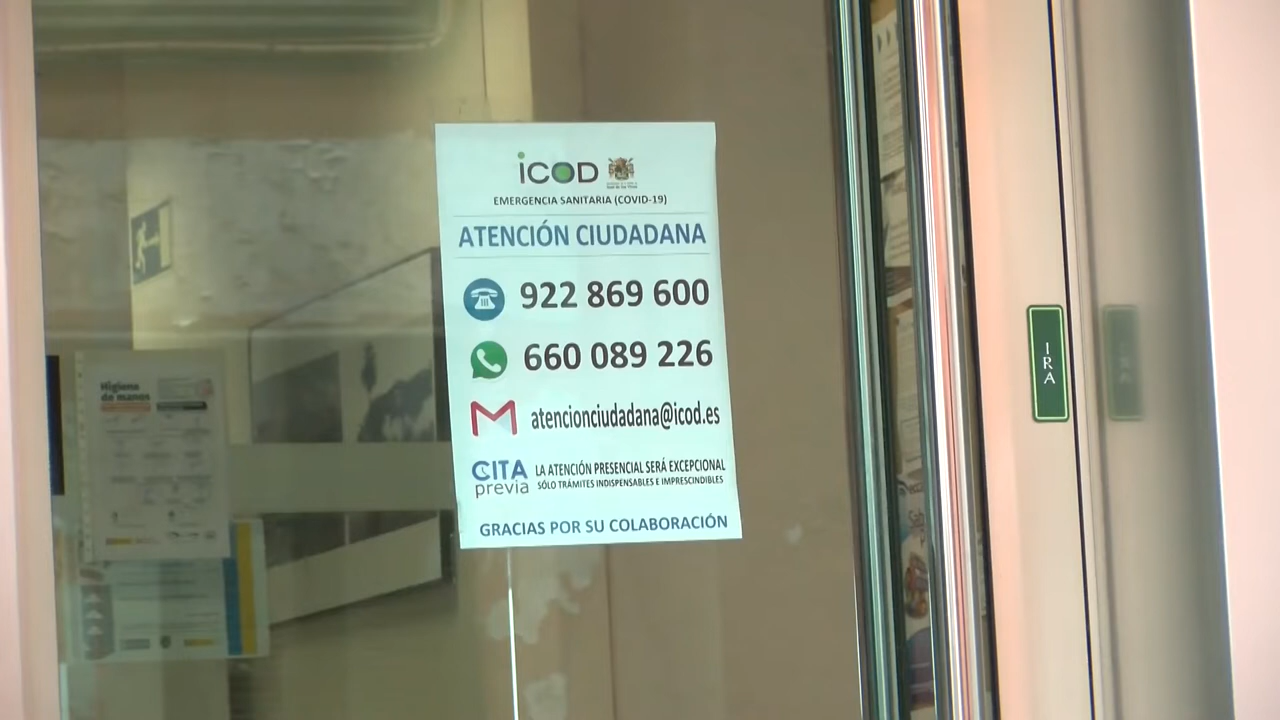 icod
EMERGENCIA SANITARIA (COVID-19)
ATENCIÓN CIUDADANA
922 869 600
660 089 226
atencionciudadana@icod.es
CITA previa
LA ATENCIÓN PRESENCIAL SERÁ EXCEPCIONAL
SÓLO TRÁMITES INDISPENSABLES E IMPRESCINDIBLES
GRACIAS POR SU COLABORACIÓN
Higiene
de manos
IRA